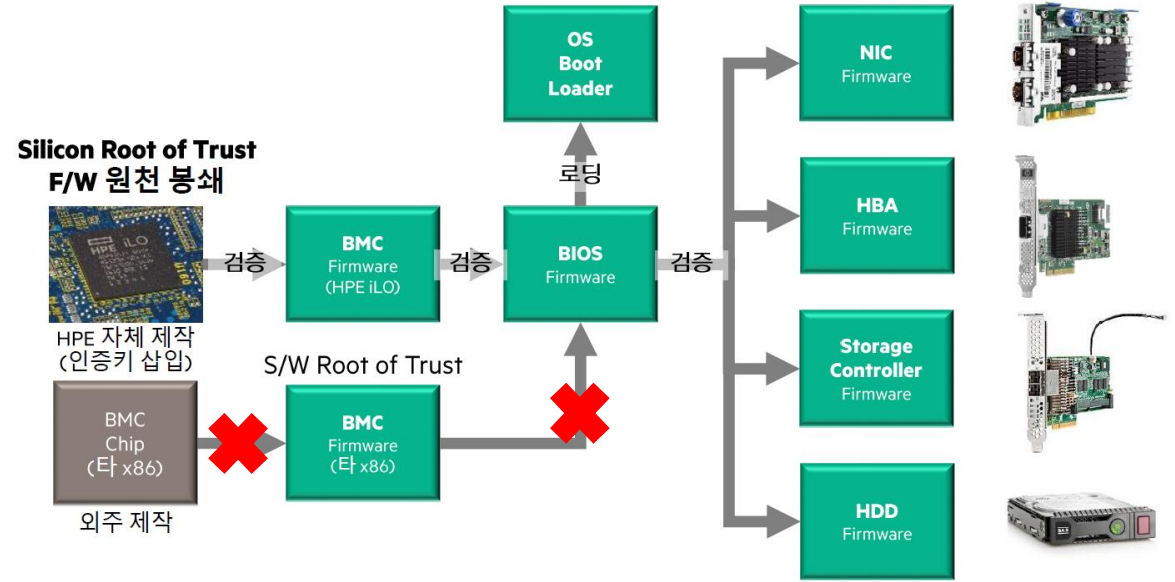 OS
Boot
Loader
NIC
Firmware
Silicon Root of Trust
F/W 원천 봉쇄
로딩
HPE iLO
검증
BMC
Firmware
(HPE iLO)
검증
BIOS
Firmware
검증
HBA
Firmware
HPE 자체 제작
(인증키 삽입)
S/W Root of Trust
Storage
Controller
Firmware
BMC
Chip
(타 x86)
BMC
Firmware
(타 x86)
외주 제작
HDD
Firmware